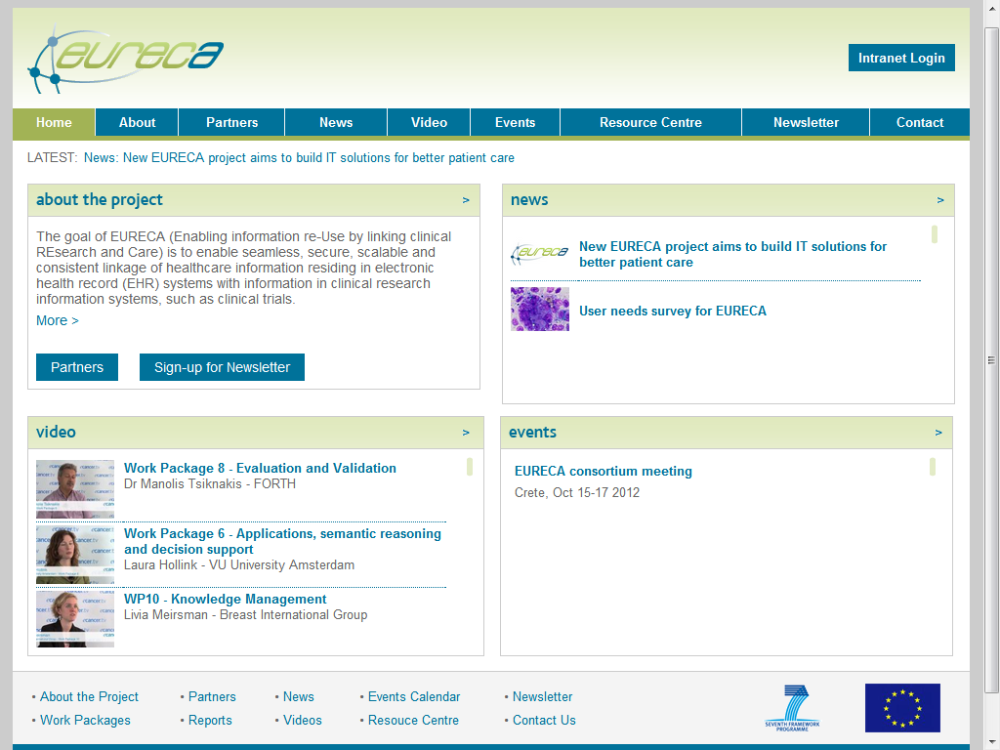 eureca
Intranet Login
Home About Partners News Video Events Resource Centre Newsletter Contact
LATEST: News: New EURECA project aims to build IT solutions for better patient care
about the project >
The goal of EURECA (Enabling information re-Use by linking clinical
REsearch and Care) is to enable seamless, secure, scalable and
consistent linkage of healthcare information residing in electronic
health record (EHR) systems with information in clinical research
information systems, such as clinical trials.
More >
Partners Sign-up for Newsletter
news >
eureca
New EURECA project aims to build IT solutions for
better patient care
User needs survey for EURECA
video >
Work Package 8 - Evaluation and Validation
Dr Manolis Tsiknakis - FORTH
Work Package 6 - Applications, semantic reasoning
and decision support
Laura Hollink - VU University Amsterdam
WP10 - Knowledge Management
Livia Meirsman - Breast International Group
events >
EURECA consortium meeting
Crete, Oct 15-17 2012
• About the Project • Partners • News • Events Calendar • Newsletter
• Work Packages • Reports • Videos • Resouce Centre • Contact Us
7
SEVENTH FRAMEWORK
PROGRAMME